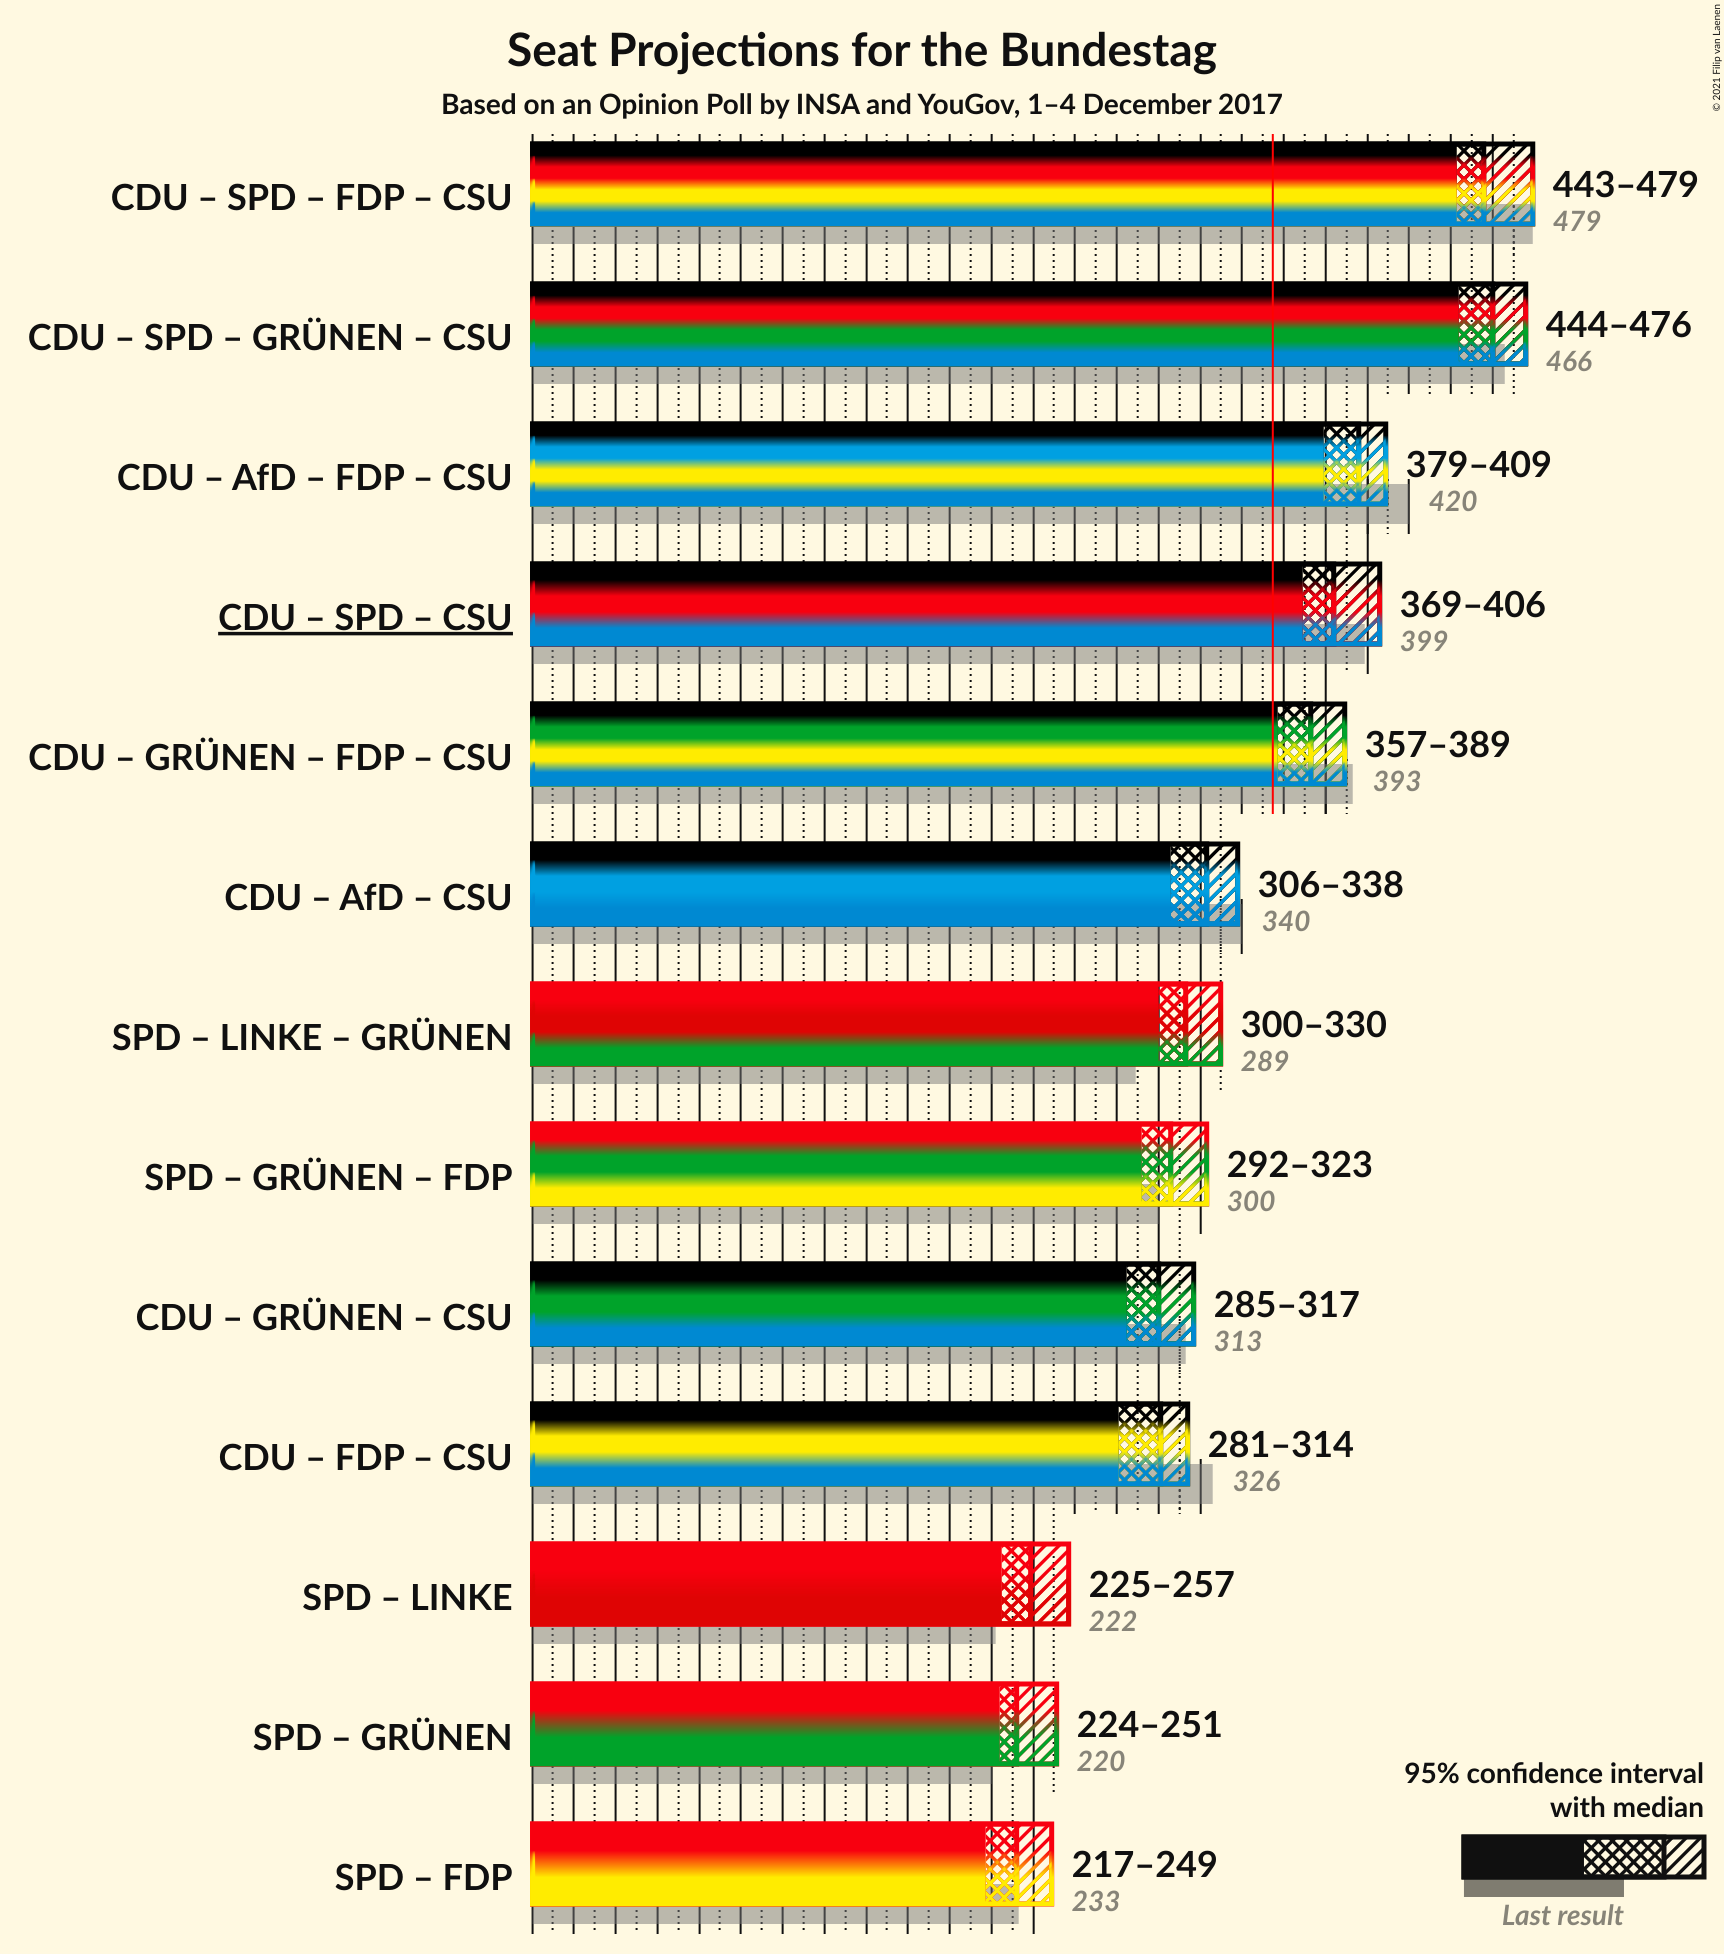 Seat Projections for the Bundestag
Based on an Opinion Poll by INSA and YouGov, 1–4 December 2017
© 2021 Filip van Laenen
CDU – SPD – FDP – CSU
443–479
479
CDU – SPD – GRÜNEN – CSU
444–476
466
CDU – AfD – FDP – CSU
379–409
420
CDU – SPD – CSU
369–406
399
CDU – GRÜNEN – FDP – CSU
357–389
393
CDU – AfD – CSU
306–338
340
SPD – LINKE – GRÜNEN
300–330
289
SPD – GRÜNEN – FDP
292–323
300
CDU – GRÜNEN – CSU
285–317
313
CDU – FDP – CSU
281–314
326
SPD – LINKE
225–257
222
SPD – GRÜNEN
224–251
220
SPD – FDP
217–249
233
95% confidence interval
with median
Last result